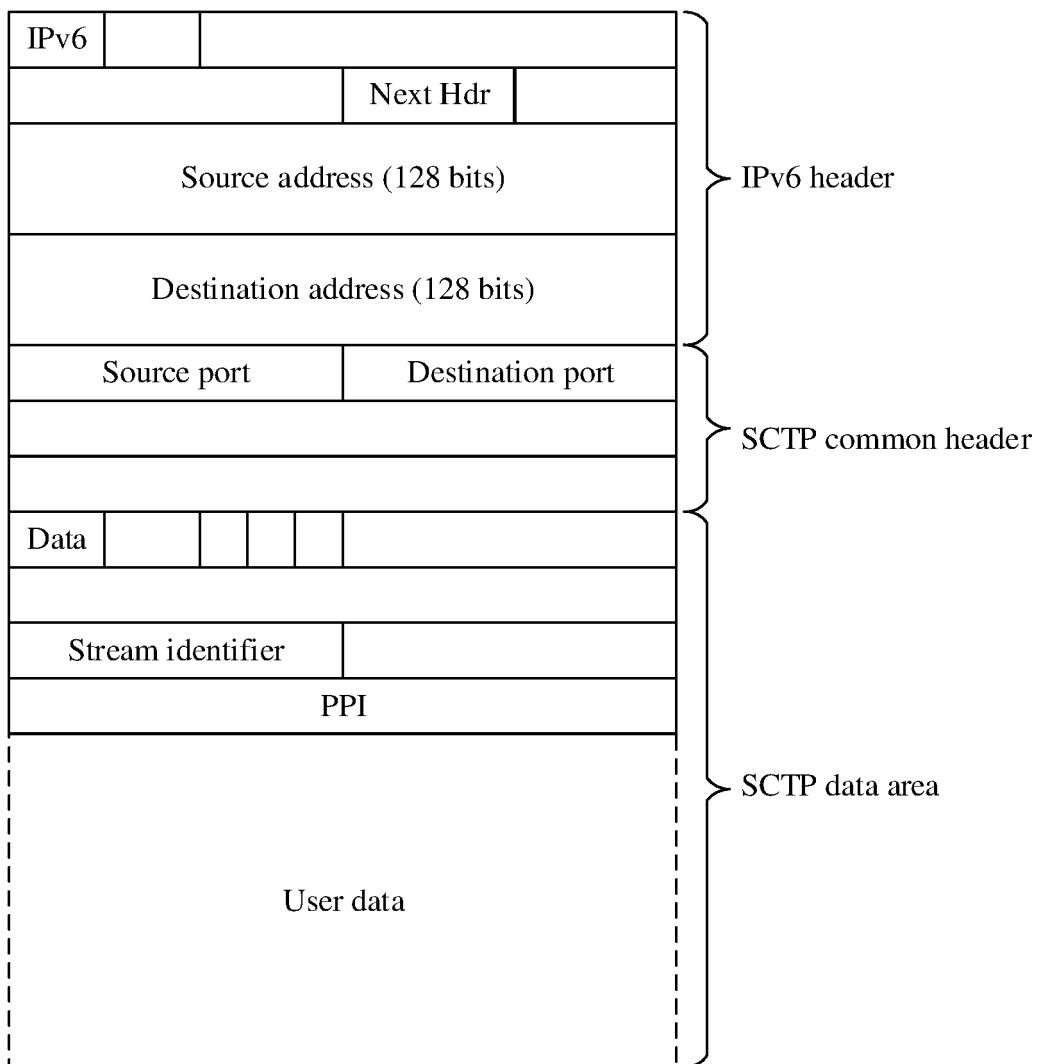 IPv6
Next Hdr
Source address (128 bits)
IPv6 header
Destination address (128 bits)
Source port
Destination port
SCTP common header
Data
Stream identifier
PPI
SCTP data area
User data